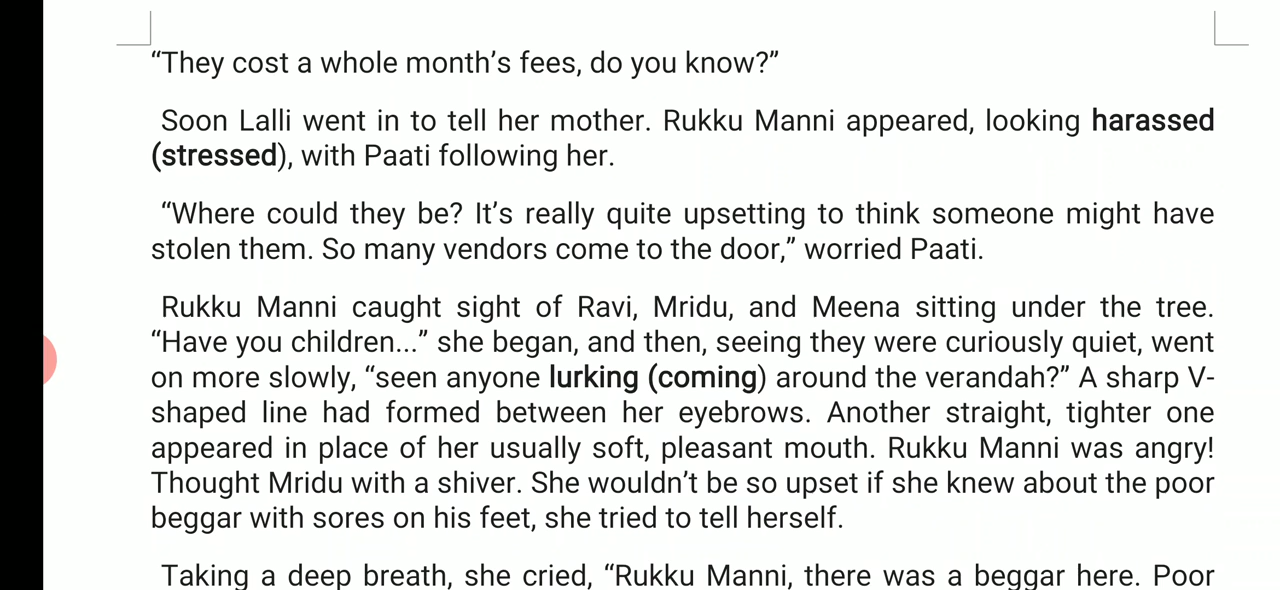 “They cost a whole month’s fees, do you know?”
Soon Lalli went in to tell her mother. Rukku Manni appeared, looking harassed
(stressed), with Paati following her.
“Where could they be? It’s really quite upsetting to think someone might have
stolen them. So many vendors come to the door,” worried Paati.
Rukku Manni caught sight of Ravi, Mridu, and Meena sitting under the tree.
“Have you children...” she began, and then, seeing they were curiously quiet, went
on more slowly, “seen anyone lurking (coming) around the verandah?” A sharp V-
shaped line had formed between her eyebrows. Another straight, tighter one
appeared in place of her usually soft, pleasant mouth. Rukku Manni was angry!
Thought Mridu with a shiver. She wouldn’t be so upset if she knew about the poor
beggar with sores on his feet, she tried to tell herself.
Taking a deep breath, she cried, “Rukku Manni, there was a beggar here. Poor